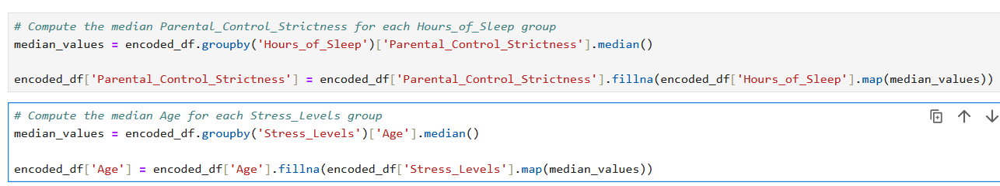 # Compute the median Parental_Control_Strictness for each Hours_of_Sleep group
median_values = encoded_df.groupby('Hours_of_Sleep')['Parental_Control_Strictness'].median()
encoded_df['Parental_Control_Strictness'] = encoded_df['Parental_Control_Strictness'].fillna(encoded_df['Hours_of_Sleep'].map(median_values))
# Compute the median Age for each Stress_Levels group
median_values = encoded_df.groupby('Stress_Levels')['Age'].median()
encoded_df['Age'] = encoded_df['Age'].fillna(encoded_df['Stress_Levels'].map(median_values))